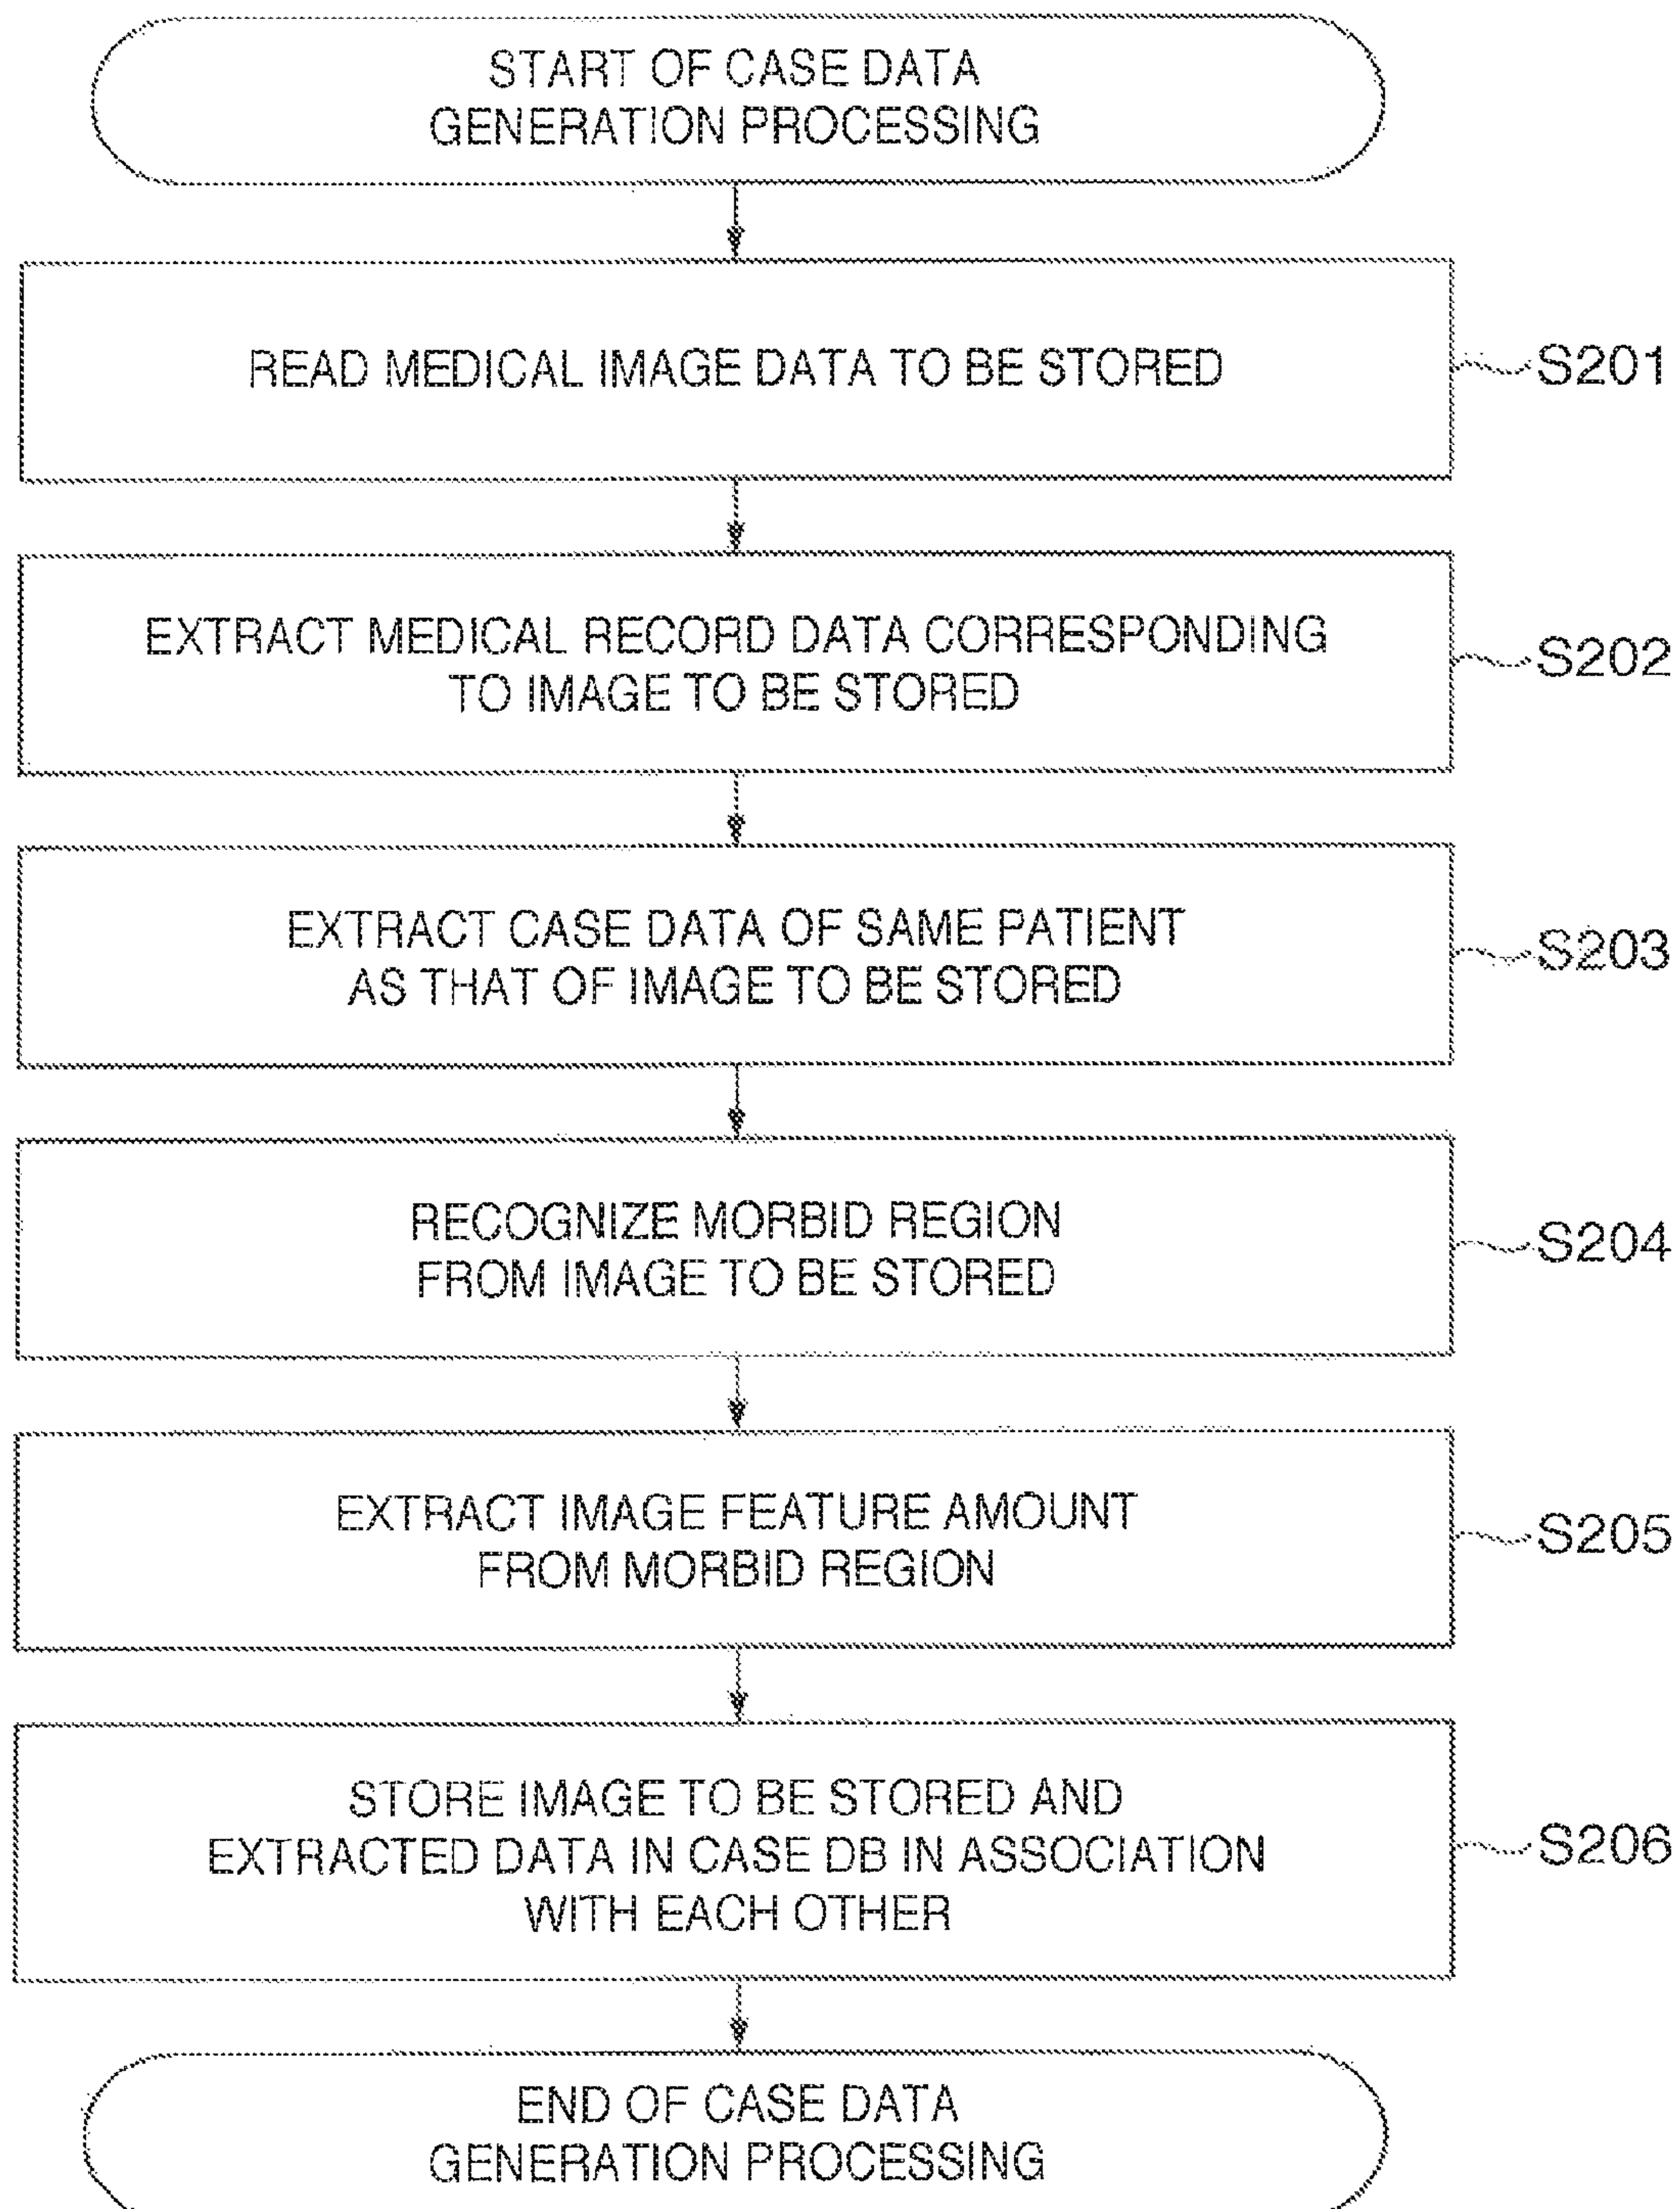 START OF CASE DATA
GENERATION PROCESSING
READ MEDICAL IMAGE DATA TO BE STORED
S201
EXTRACT MEDICAL RECORD DATA CORRESPONDING
TO IMAGE TO BE STORED
S202
EXTRACT CASE DATA OF SAME PATIENT
AS THAT OF IMAGE TO BE STORED
S203
RECOGNIZE MORBID REGION
FROM IMAGE TO BE STORED
S204
EXTRACT IMAGE FEATURE AMOUNT
FROM MORBID REGION
S205
STORE IMAGE TO BE STORED AND
EXTRACTED DATA IN CASE DB IN ASSOCIATION
WITH EACH OTHER
S206
END OF CASE DATA
GENERATION PROCESSING